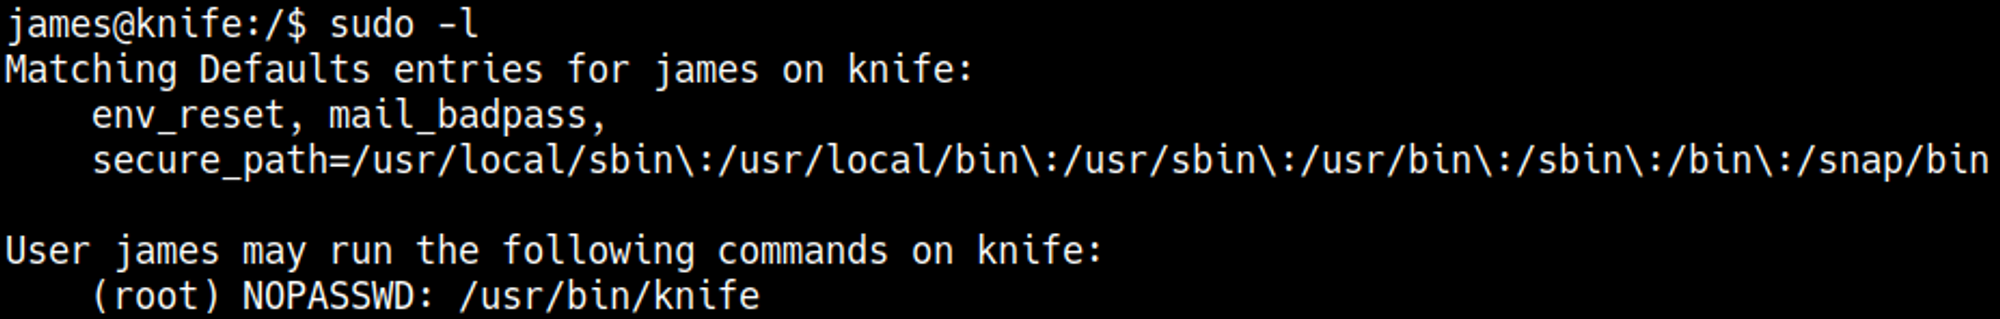 james@knife:/$ sudo -l
Matching Defaults entries for james on knife:
    env_reset, mail_badpass,
    secure_path=/usr/local/sbin\:/usr/local/bin\:/usr/sbin\:/usr/bin\:/sbin\:/bin\:/snap/bin

User james may run the following commands on knife:
    (root) NOPASSWD: /usr/bin/knife